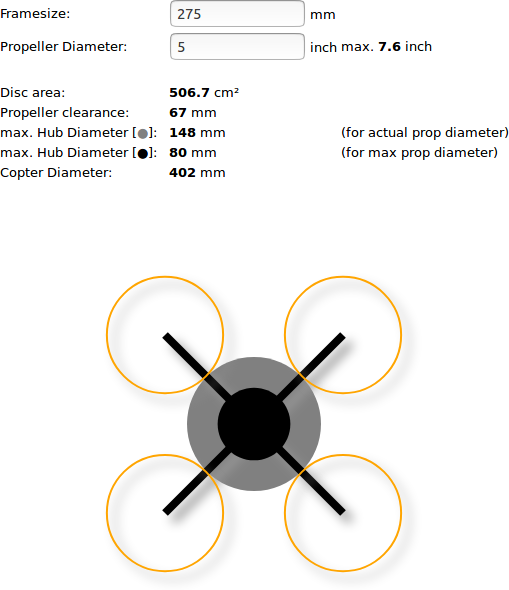 Framesize: 275 mm
Propeller Diameter: 5 inch max. 7.6 inch
Disc area: 506.7 cm²
Propeller clearance: 67 mm
max. Hub Diameter [●]: 148 mm (for actual prop diameter)
max. Hub Diameter [●]: 80 mm (for max prop diameter)
Copter Diameter: 402 mm